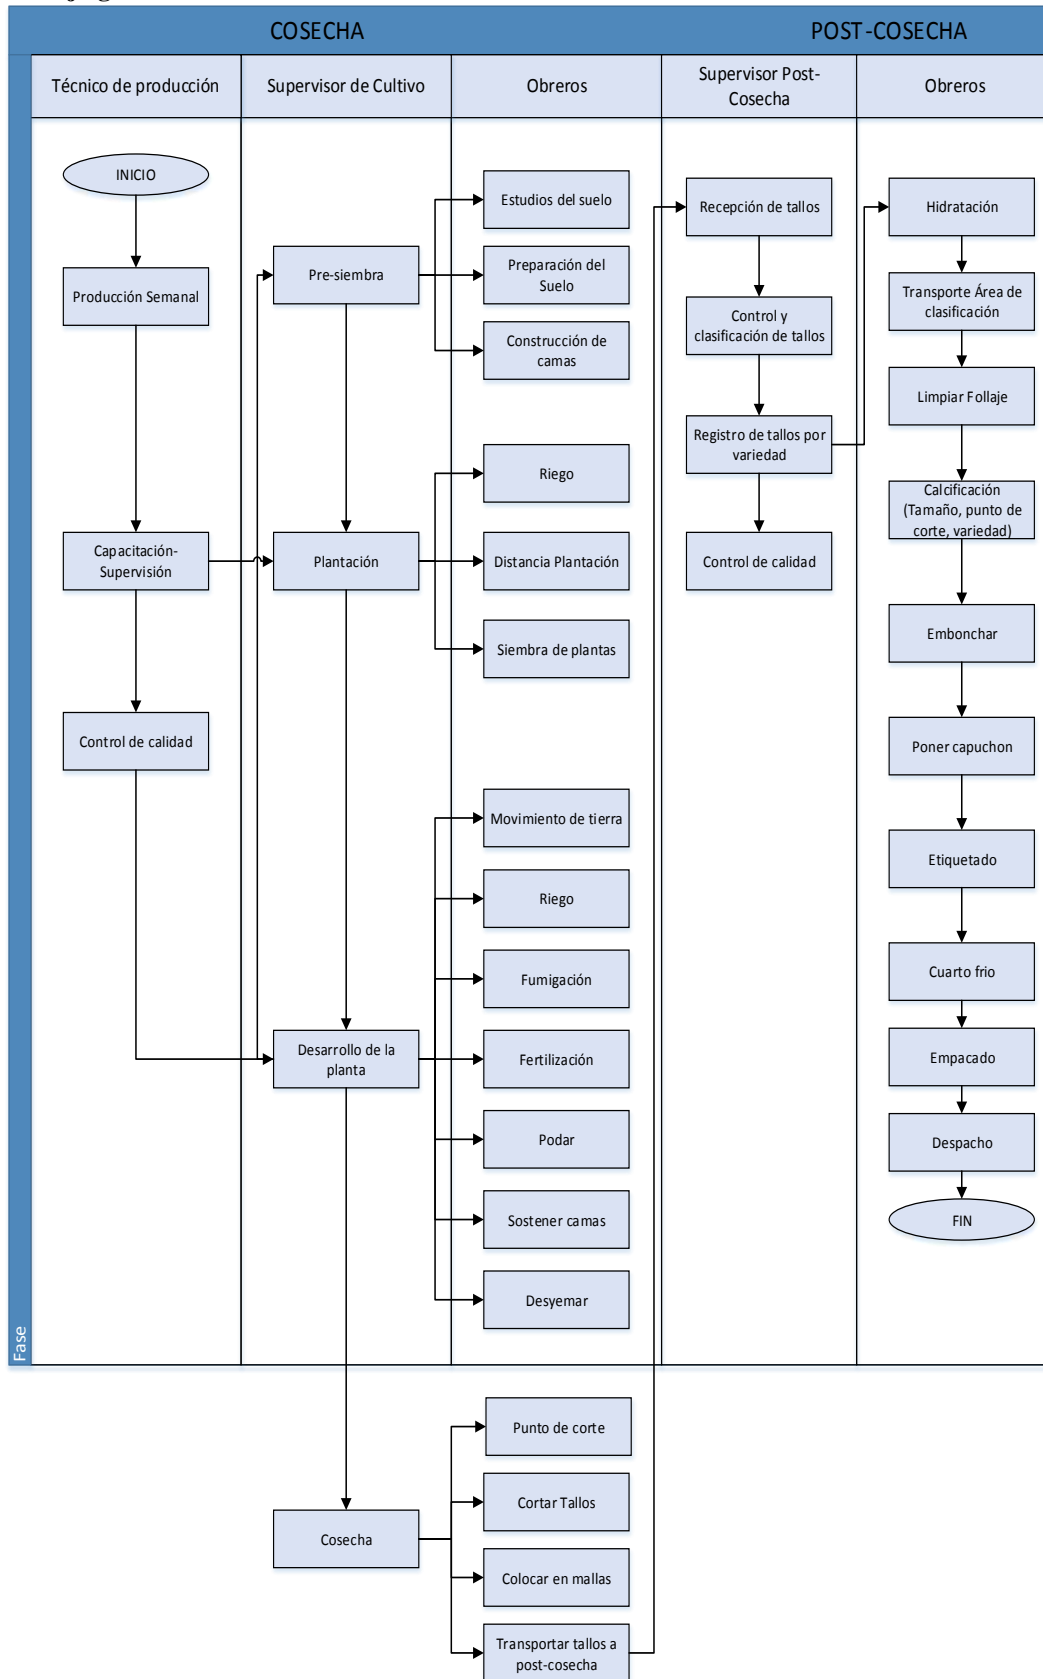 COSECHA
POST-COSECHA
Técnico de producción
Supervisor de Cultivo
Obreros
Supervisor Post-
Cosecha
Obreros
INICIO
Producción Semanal
Capacitación-
Supervisión
Control de calidad
Pre-siembra
Plantación
Desarrollo de la
planta
Cosecha
Estudios del suelo
Preparación del
Suelo
Construcción de
camas
Riego
Distancia Plantación
Siembra de plantas
Movimiento de tierra
Riego
Fumigación
Fertilización
Podar
Sostener camas
Desyemar
Punto de corte
Cortar Tallos
Colocar en mallas
Transportar tallos a
post-cosecha
Recepción de tallos
Control y
clasificación de tallos
Registro de tallos por
variedad
Control de calidad
Hidratación
Transporte Área de
clasificación
Limpiar Follaje
Calcificación
(Tamaño, punto de
corte, variedad)
Embonchar
Poner capuchon
Etiquetado
Cuarto frio
Empacado
Despacho
FIN
Fase